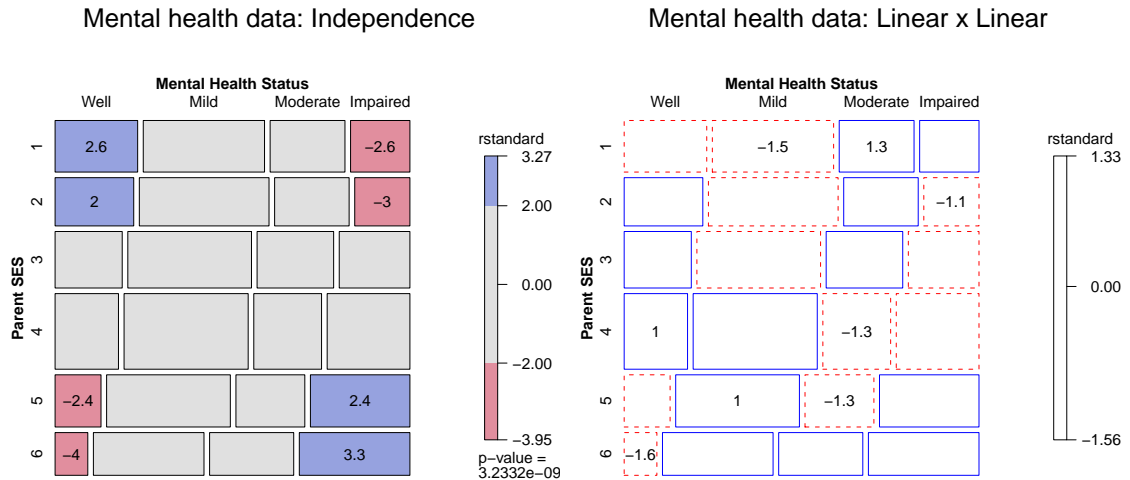 Mental health data: Independence
Mental Health Status
Well Mild Moderate Impaired
Parent SES
1 2.6 −2.6
2 2 −3
3
4
5 −2.4 2.4
6 −4 3.3
rstandard
3.27
2.00
0.00
−2.00
−3.95
p−value =
3.2332e−09
Mental health data: Linear x Linear
Mental Health Status
Well Mild Moderate Impaired
Parent SES
1 −1.5 1.3
2 −1.1
3
4 1 −1.3
5 1 −1.3
6 −1.6
rstandard
1.33
0.00
−1.56